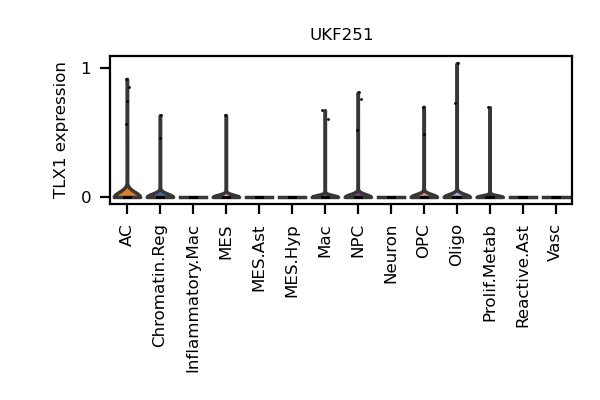 UKF251
TLX1 expression
1
0
AC
Chromatin.Reg
Inflammatory.Mac
MES
MES.Ast
MES.Hyp
Mac
NPC
Neuron
OPC
Oligo
Prolif.Metab
Reactive.Ast
Vasc